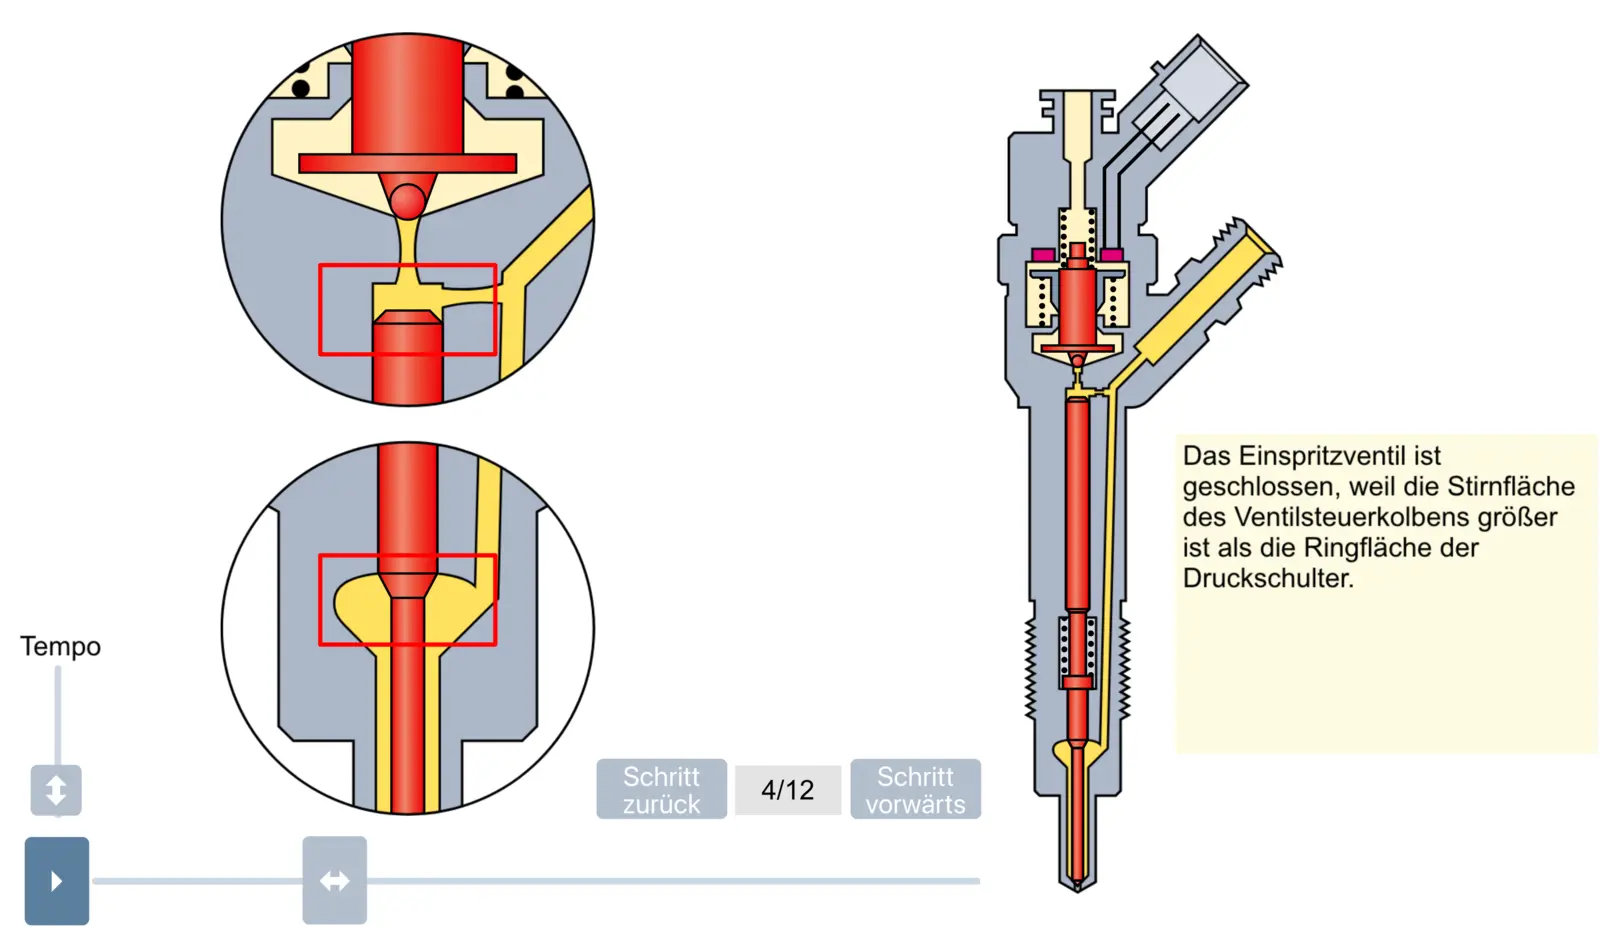 Das Einspritzventil ist
geschlossen, weil die Stirnfläche
des Ventilsteuerkolbens größer
ist als die Ringfläche der
Druckschulter.
Tempo
Schritt
zurück
4/12
Schritt
vorwärts